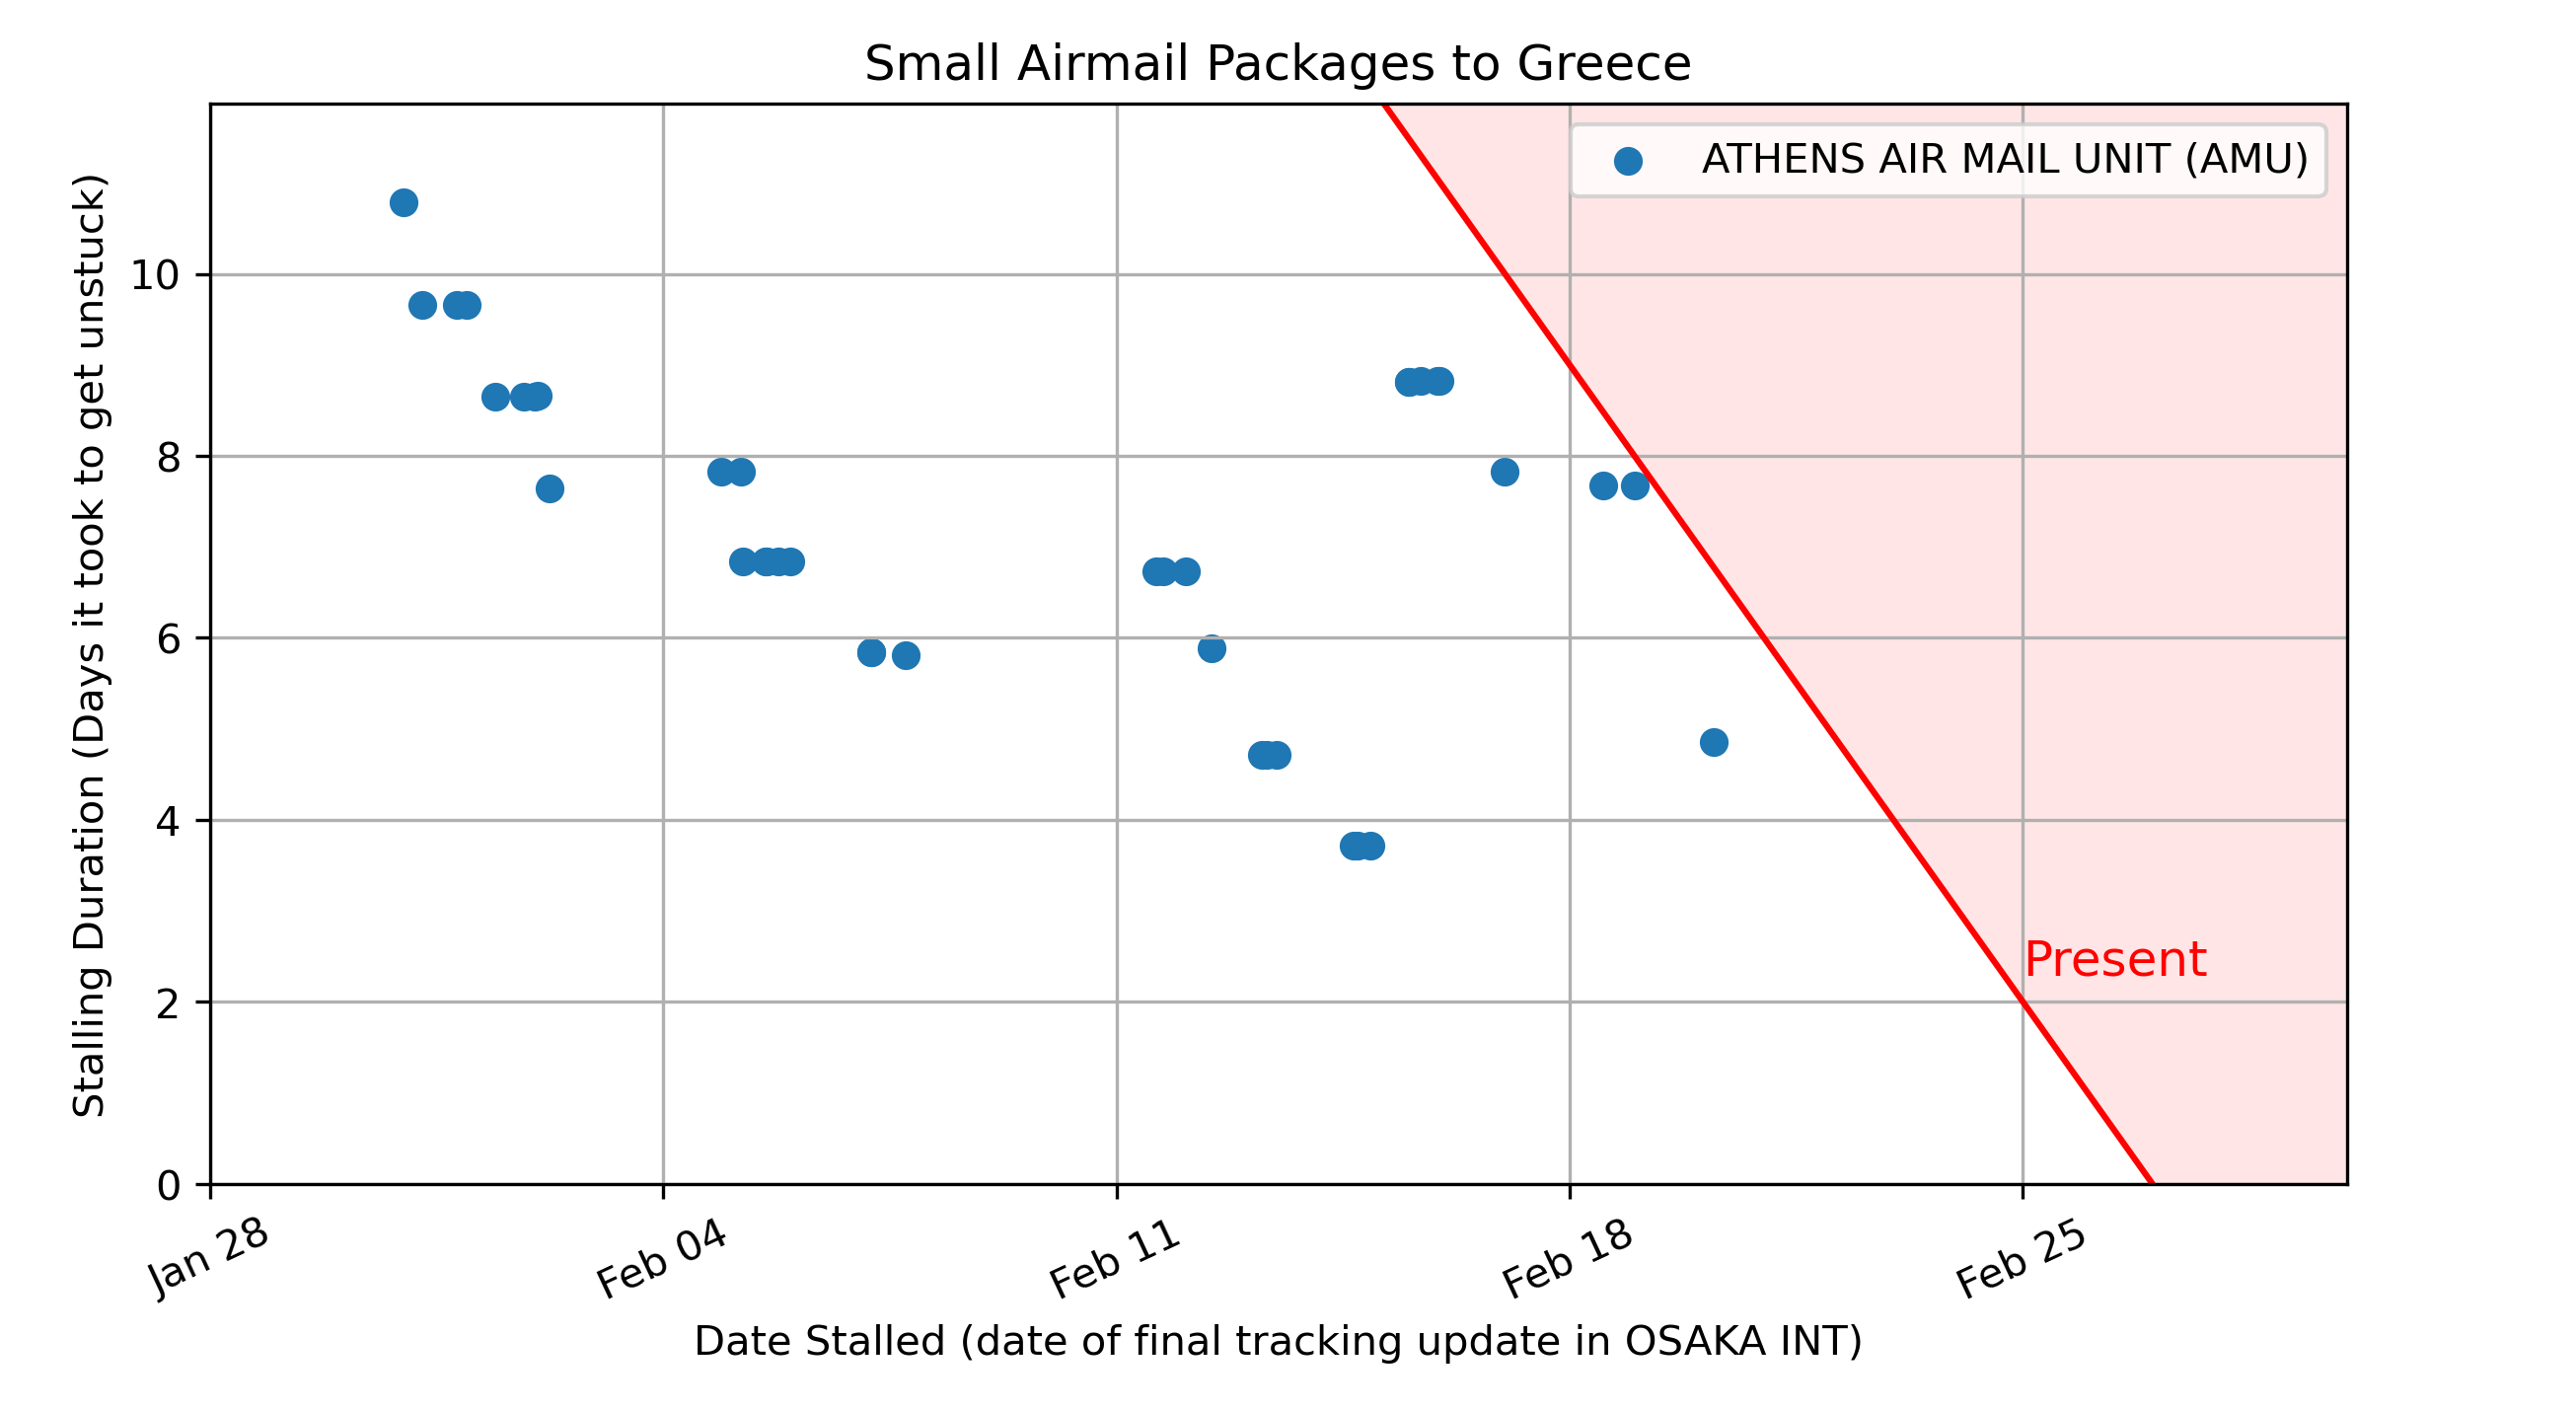 Small Airmail Packages to Greece
ATHENS AIR MAIL UNIT (AMU)
Stalling Duration (Days it took to get unstuck)
10
8
6
4
2
0
Present
Jan 28
Feb 04
Feb 11
Feb 18
Feb 25
Date Stalled (date of final tracking update in OSAKA INT)